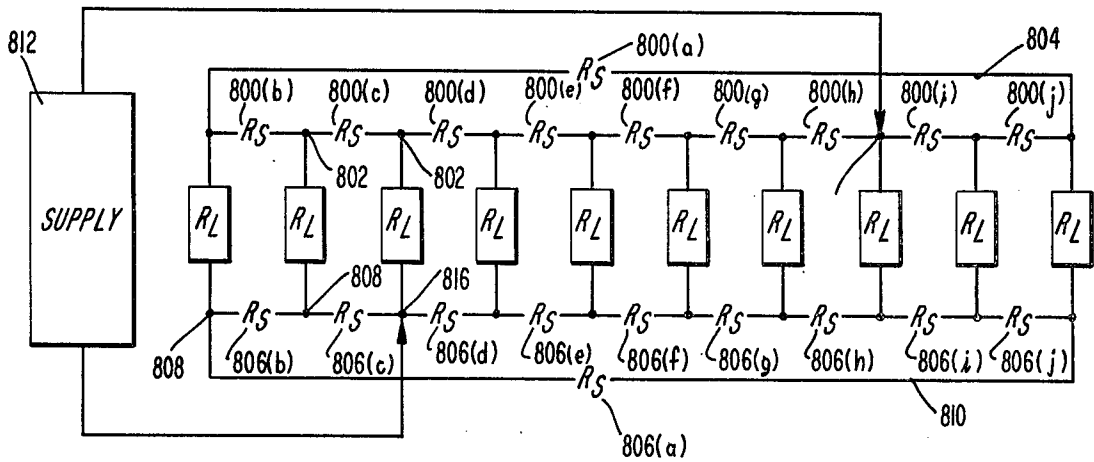 812
800(a)
804
R_S
800(b) 800(c) 800(d) 800(e) 800(f) 800(g) 800(h) 800(i) 800(j)
R_S R_S R_S R_S R_S R_S R_S R_S R_S
802 802
SUPPLY
R_L R_L R_L R_L R_L R_L R_L R_L R_L R_L
808 816
R_S R_S R_S R_S R_S R_S R_S R_S R_S
808 806(b) 806(c) 806(d) 806(e) 806(f) 806(g) 806(h) 806(i) 806(j)
R_S
810
806(a)